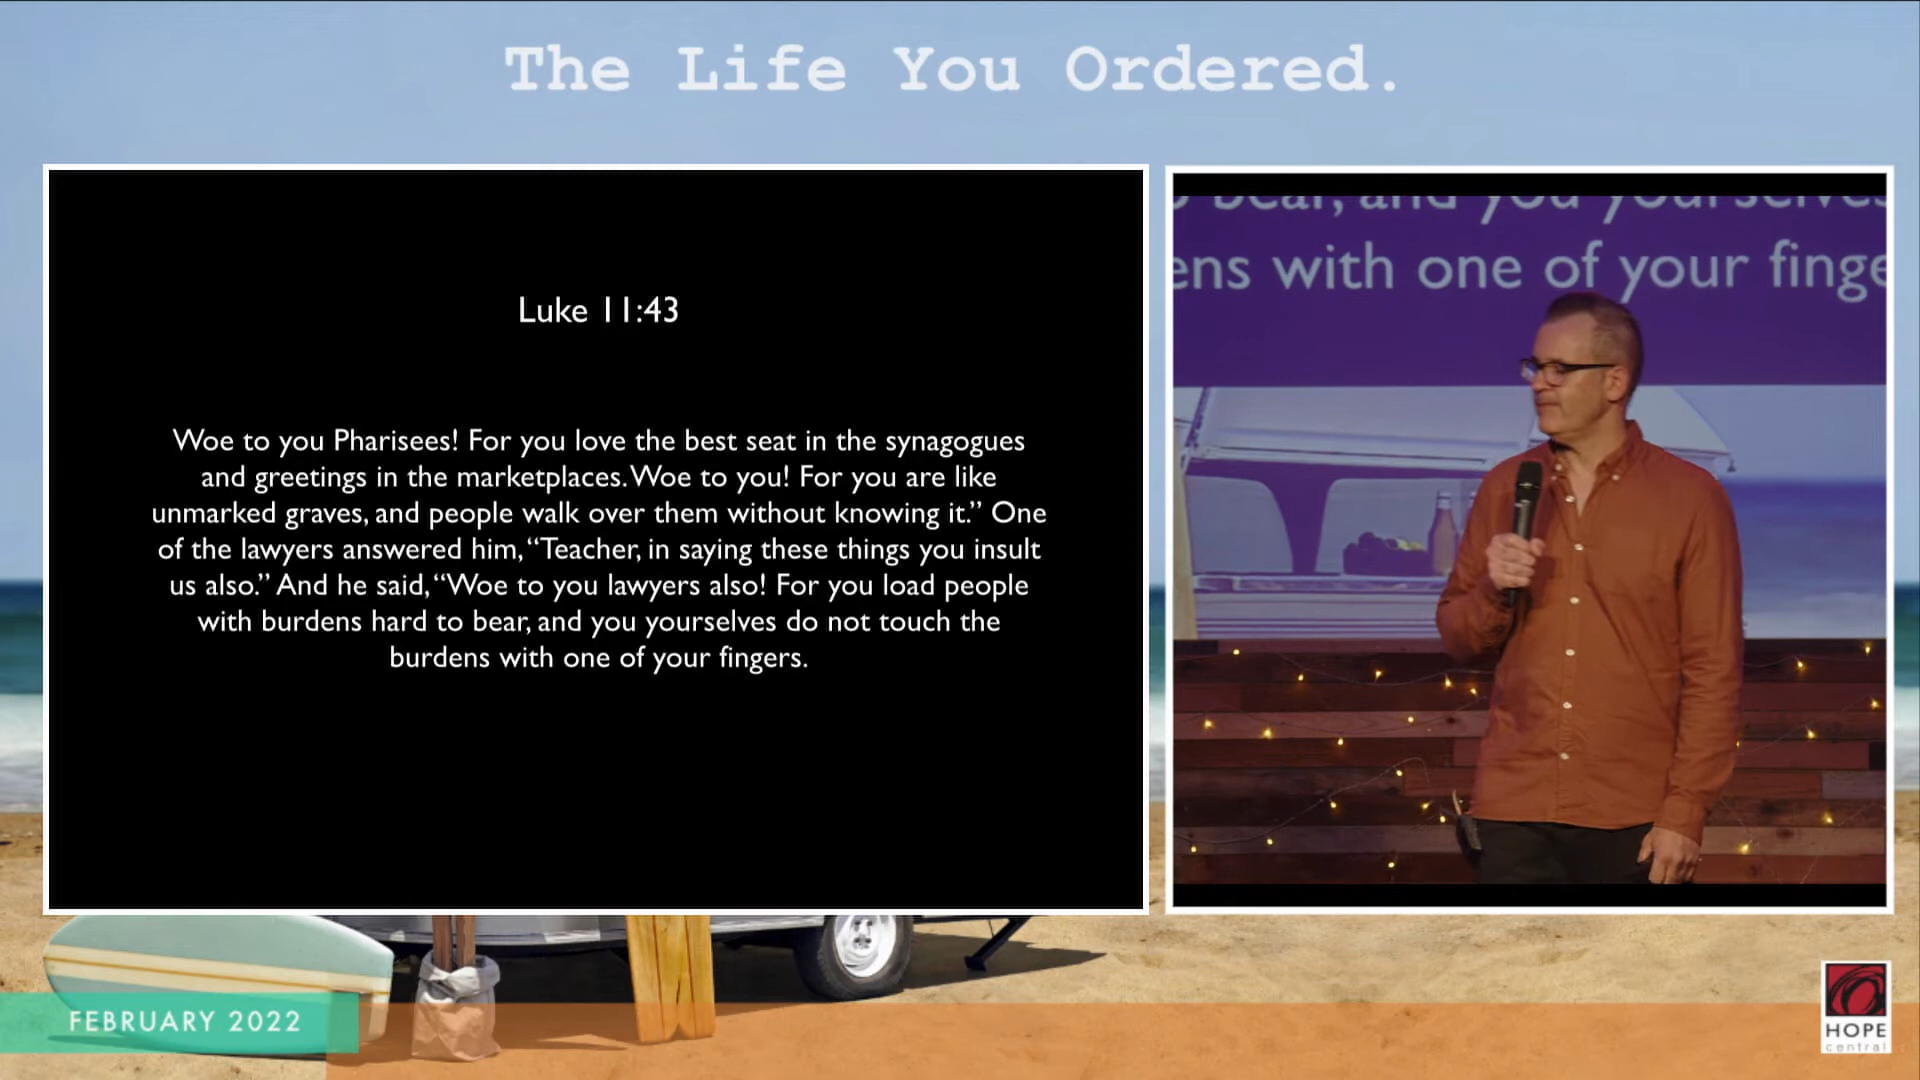 The Life You Ordered.
Luke 11:43
Woe to you Pharisees! For you love the best seat in the synagogues
and greetings in the marketplaces. Woe to you! For you are like
unmarked graves, and people walk over them without knowing it.” One
of the lawyers answered him, “Teacher, in saying these things you insult
us also.” And he said, “Woe to you lawyers also! For you load people
with burdens hard to bear, and you yourselves do not touch the
burdens with one of your fingers.
bear, and you yourselves
ens with one of your finge
FEBRUARY 2022
HOPE
central